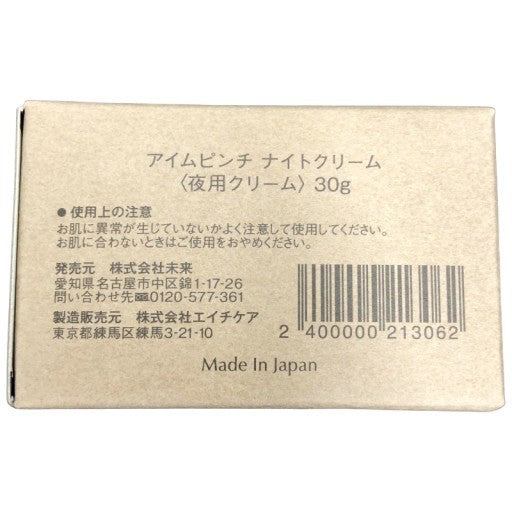 アイムピンチ ナイトクリーム
〈夜用クリーム〉30g
●使用上の注意
お肌に異常が生じていないかよく注意して使用してください。
お肌に合わないときはご使用をおやめください。
発売元 株式会社未来
愛知県名古屋市中区錦1-17-26
問い合わせ先☎0120-577-361
製造販売元 株式会社エイチケア
東京都練馬区練馬3-21-10
2 400000 213062
Made In Japan